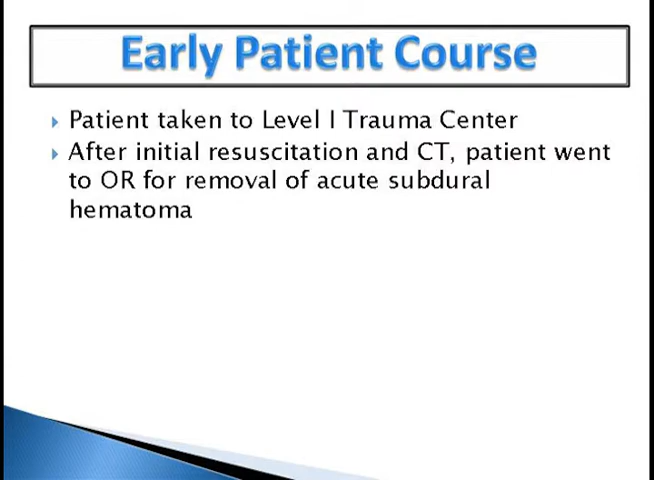 Early Patient Course
Patient taken to Level I Trauma Center
After initial resuscitation and CT, patient went
to OR for removal of acute subdural
hematoma